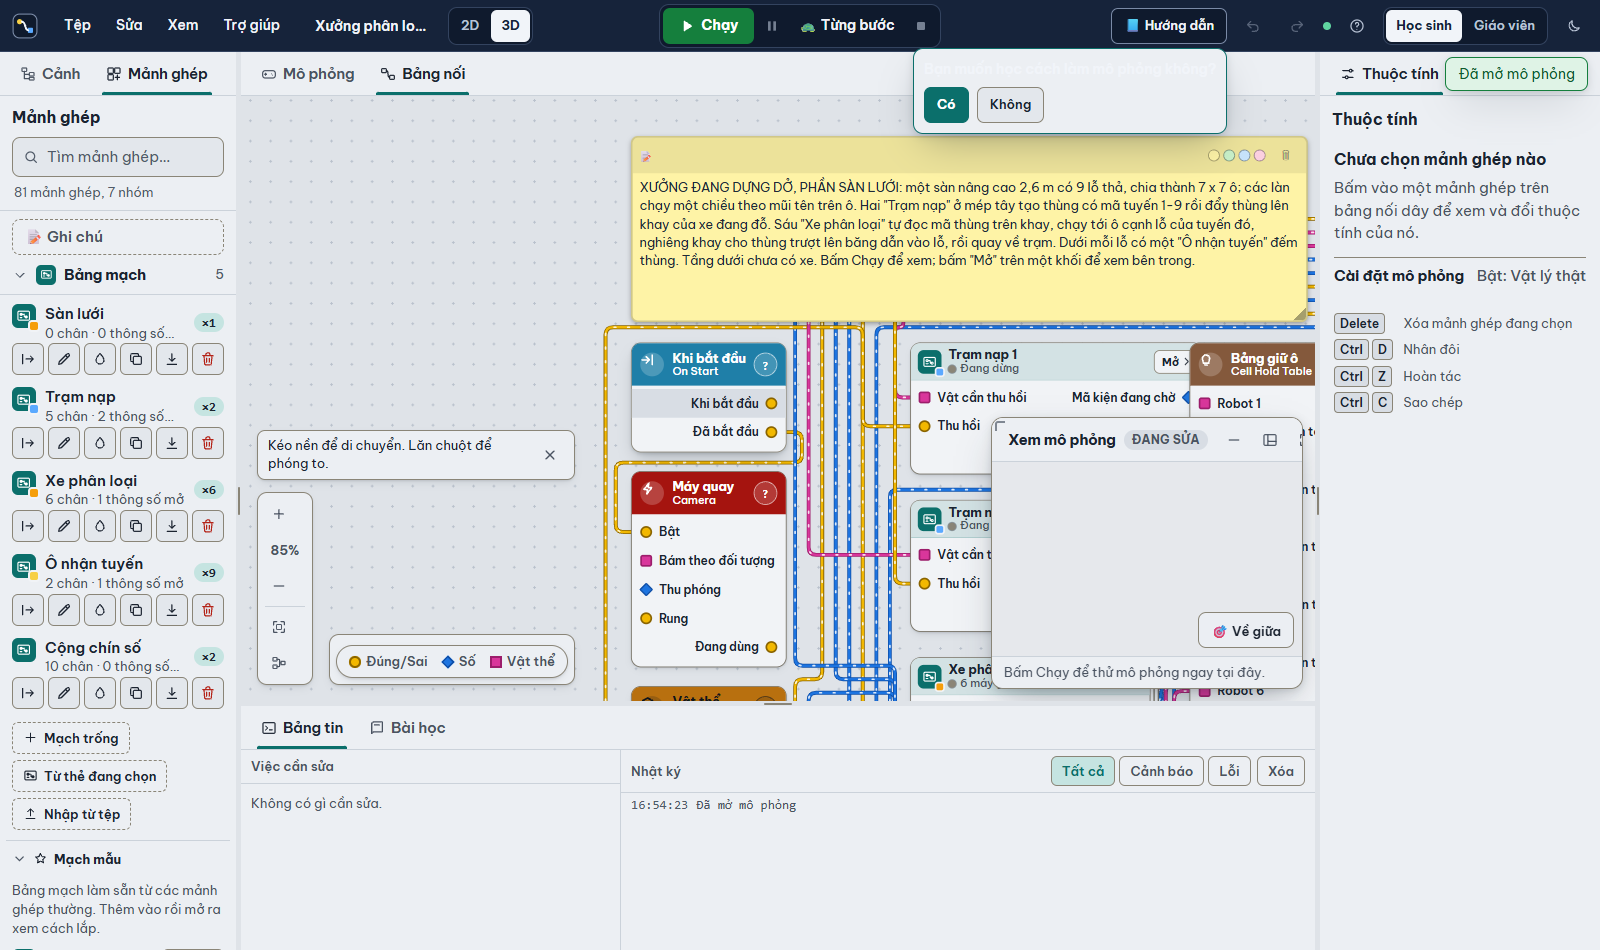 Tệp
Sửa
Xem
Trợ giúp
Xưởng phân lo...
2D
3D
Chạy
Từng bước
Hướng dẫn
Học sinh
Giáo viên
Cảnh
Mảnh ghép
Mô phỏng
Bảng nối
Thuộc tính
Đã mở mô phỏng
Có
Không
Mảnh ghép
Tìm mảnh ghép...
81 mảnh ghép, 7 nhóm
Ghi chú
Bảng mạch
5
Sàn lưới
0 chân · 0 thông số...
×1
Trạm nạp
5 chân · 2 thông số...
×2
Xe phân loại
6 chân · 1 thông số mở
×6
Ô nhận tuyến
2 chân · 1 thông số mở
×9
Cộng chín số
10 chân · 0 thông số...
×2
Mạch trống
Từ thẻ đang chọn
Nhập từ tệp
Mạch mẫu
Bảng mạch làm sẵn từ các mảnh
ghép thường. Thêm vào rồi mở ra
xem cách lắp.
XƯỞNG ĐANG DỰNG DỞ, PHẦN SÀN LƯỚI: một sàn nâng cao 2,6 m có 9 lỗ thả, chia thành 7 x 7 ô; các làn
chạy một chiều theo mũi tên trên ô. Hai "Trạm nạp" ở mép tây tạo thùng có mã tuyến 1-9 rồi đẩy thùng lên
khay của xe đang đỗ. Sáu "Xe phân loại" tự đọc mã thùng trên khay, chạy tới ô cạnh lỗ của tuyến đó,
nghiêng khay cho thùng trượt lên băng dẫn vào lỗ, rồi quay về trạm. Dưới mỗi lỗ có một "Ô nhận tuyến" đếm
thùng. Tầng dưới chưa có xe. Bấm Chạy để xem; bấm "Mở" trên một khối để xem bên trong.
Khi bắt đầu
On Start
?
Khi bắt đầu
Đã bắt đầu
Máy quay
Camera
?
Bật
Bám theo đối tượng
Thu phóng
Rung
Đang dùng
Vật thể
Trạm nạp 1
Đang dừng
Mở
Vật cần thu hồi
Mã kiện đang chờ
Thu hồi
Bảng giữ ô
Cell Hold Table
Robot 1
Trạm n
Đang
Vật cần t
Thu hồi
Xe phâ
6 máy
Robot 6
Kéo nền để di chuyển. Lăn chuột để
phóng to.
85%
Đúng/Sai
Số
Vật thể
Xem mô phỏng
ĐANG SỬA
Về giữa
Bấm Chạy để thử mô phỏng ngay tại đây.
Bảng tin
Bài học
Việc cần sửa
Không có gì cần sửa.
Nhật ký
Tất cả
Cảnh báo
Lỗi
Xóa
16:54:23 Đã mở mô phỏng
Thuộc tính
Chưa chọn mảnh ghép nào
Bấm vào một mảnh ghép trên
bảng nối dây để xem và đổi thuộc
tính của nó.
Cài đặt mô phỏng
Bật: Vật lý thật
Delete
Xóa mảnh ghép đang chọn
Ctrl D
Nhân đôi
Ctrl Z
Hoàn tác
Ctrl C
Sao chép